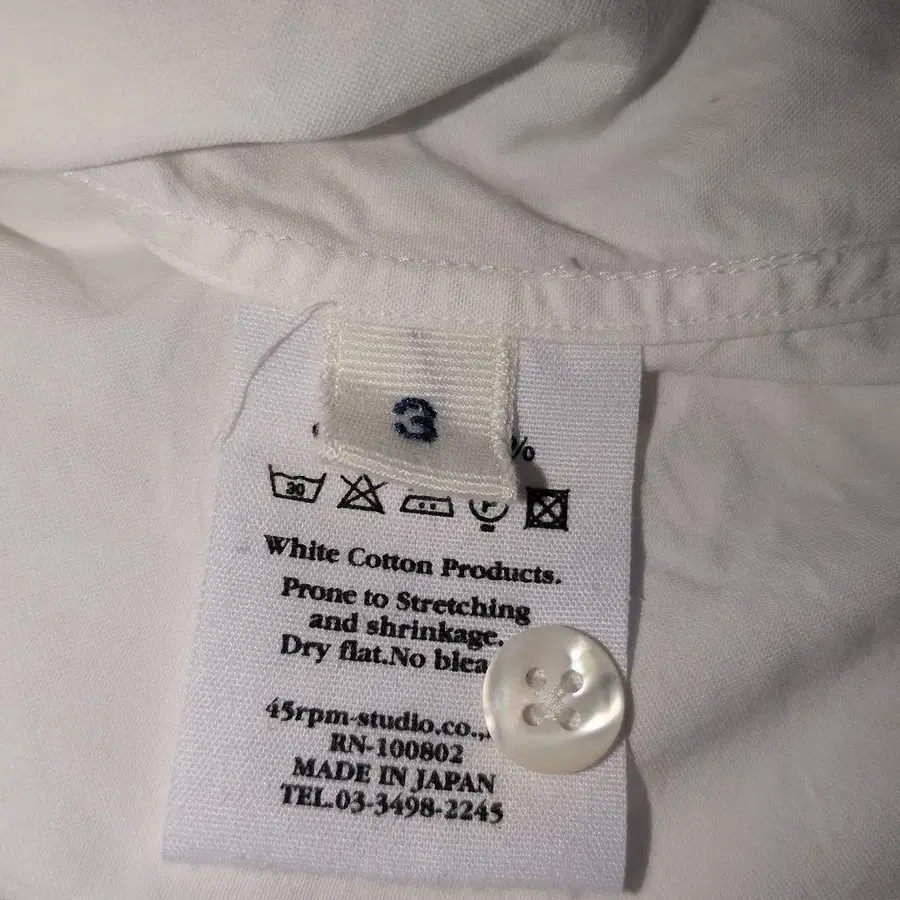 3
%
30
P
White Cotton Products.
Prone to Stretching
and shrinkage.
Dry flat.No blea
45rpm-studio.co.,
RN-100802
MADE IN JAPAN
TEL.03-3498-2245